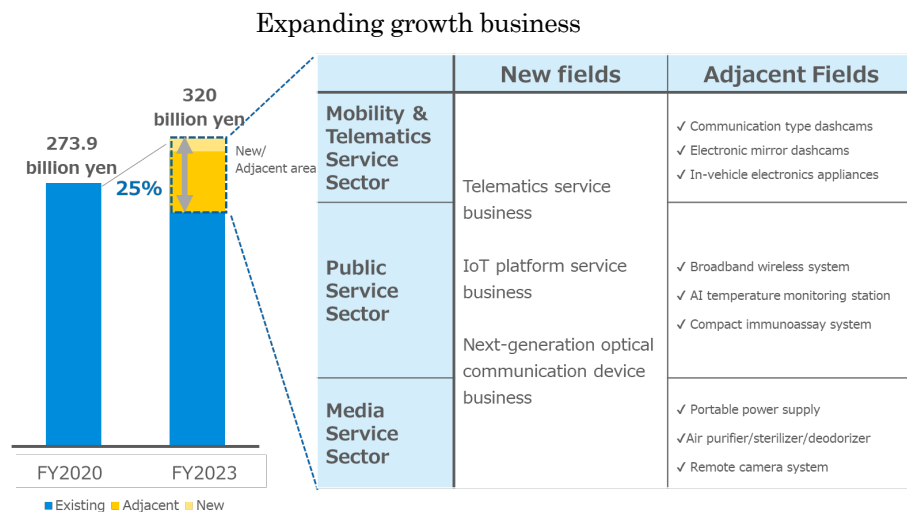 Expanding growth business
273.9
billion yen
320
billion yen
25%
New/
Adjacent area
FY2020
FY2023
Existing
Adjacent
New
New fields
Adjacent Fields
Mobility &
Telematics
Service
Sector
✓ Communication type dashcams
✓ Electronic mirror dashcams
✓ In-vehicle electronics appliances
Telematics service
business
IoT platform service
business
Next-generation optical
communication device
business
Public
Service
Sector
✓ Broadband wireless system
✓ AI temperature monitoring station
✓ Compact immunoassay system
Media
Service
Sector
✓ Portable power supply
✓Air purifier/sterilizer/deodorizer
✓ Remote camera system